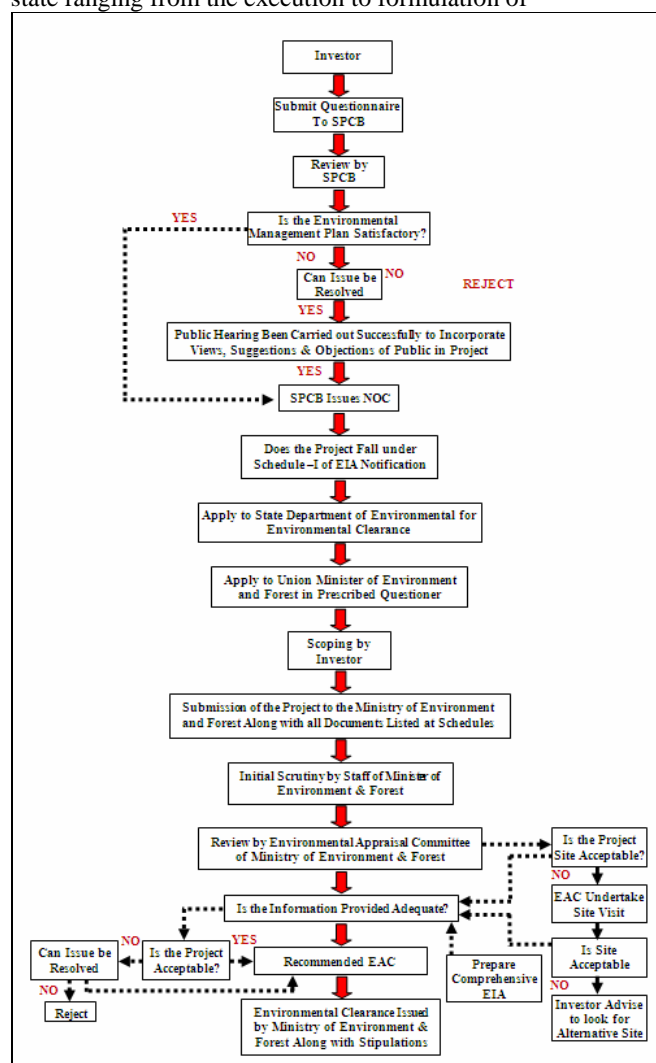 state ranging from the execution to formulation of
Investor
Submit Questionnaire
To SPCB
Review by
SPCB
YES
Is the Environmental
Management Plan Satisfactory?
NO
Can Issue be
Resolved
NO
REJECT
YES
Public Hearing Been Carried out Successfully to Incorporate
Views, Suggestions & Objections of Public in Project
YES
SPCB Issues NOC
Does the Project Fall under
Schedule –I of EIA Notification
Apply to State Department of Environmental for
Environmental Clearance
Apply to Union Minister of Environment
and Forest in Prescribed Questioner
Scoping by
Investor
Submission of the Project to the Ministry of Environment
and Forest Along with all Documents Listed at Schedules
Initial Scrutiny by Staff of Minister of
Environment & Forest
Review by Environmental Appraisal Committee
of Ministry of Environment & Forest
Is the Project
Site Acceptable?
NO
EAC Undertake
Site Visit
Is the Information Provided Adequate?
Can Issue be
Resolved
NO
Is the Project
Acceptable?
YES
Recommended EAC
Prepare
Comprehensive
EIA
Is Site
Acceptable
NO
Reject
NO
Investor Advise
to look for
Alternative Site
Environmental Clearance Issued
by Ministry of Environment &
Forest Along with Stipulations